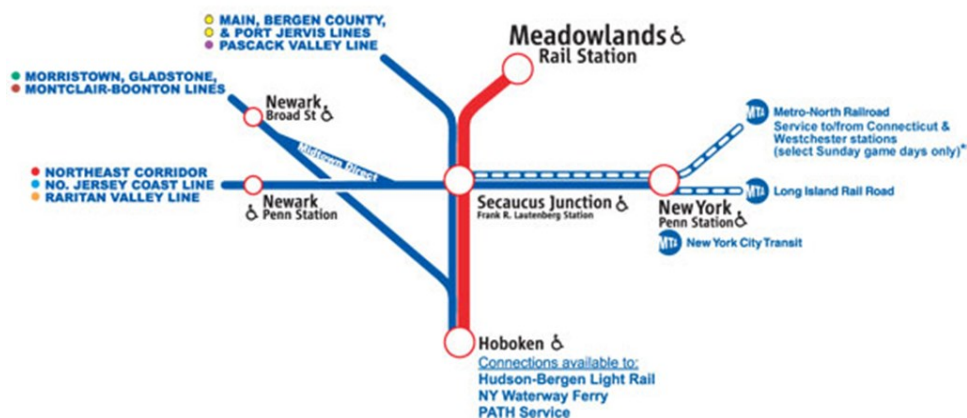 MAIN, BERGEN COUNTY,
& PORT JERVIS LINES
PASCACK VALLEY LINE
Meadowlands
Rail Station
MORRISTOWN, GLADSTONE,
MONTCLAIR-BOONTON LINES
Newark
Broad St
Midtown Direct
MTA Metro-North Railroad
Service to/from Connecticut &
Westchester stations
(select Sunday game days only)*
NORTHEAST CORRIDOR
NO. JERSEY COAST LINE
RARITAN VALLEY LINE
Newark
Penn Station
Secaucus Junction
Frank R. Lautenberg Station
New York
Penn Station
MTA Long Island Rail Road
MTA New York City Transit
Hoboken
Connections available to:
Hudson-Bergen Light Rail
NY Waterway Ferry
PATH Service